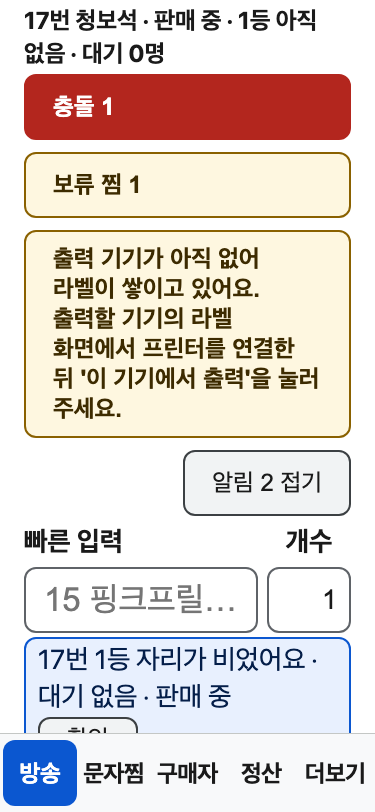 17번 청보석 · 판매 중 · 1등 아직
없음 · 대기 0명
충돌 1
보류 찜 1
출력 기기가 아직 없어
라벨이 쌓이고 있어요.
출력할 기기의 라벨
화면에서 프린터를 연결한
뒤 '이 기기에서 출력'을 눌러
주세요.
알림 2 접기
빠른 입력 개수
15 핑크프릴... 1
17번 1등 자리가 비었어요 ·
대기 없음 · 판매 중
방송 문자찜 구매자 정산 더보기